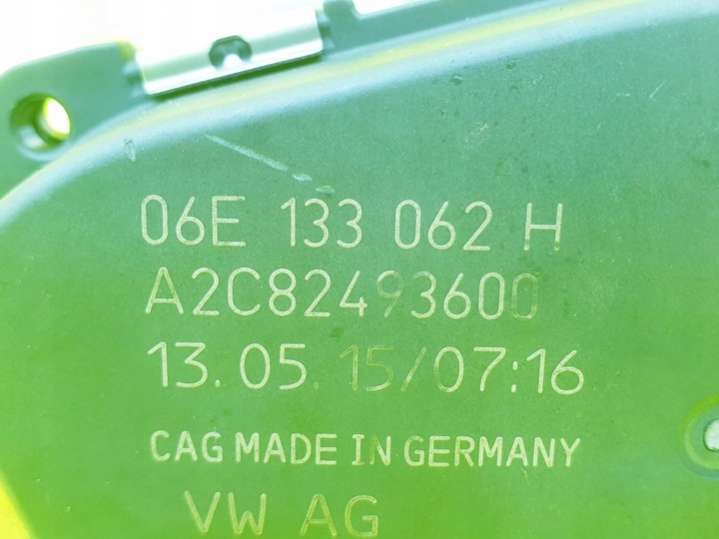 06E 133 062 H
A2C82493600
13.05.15/07:16
CAG MADE IN GERMANY
VW AG